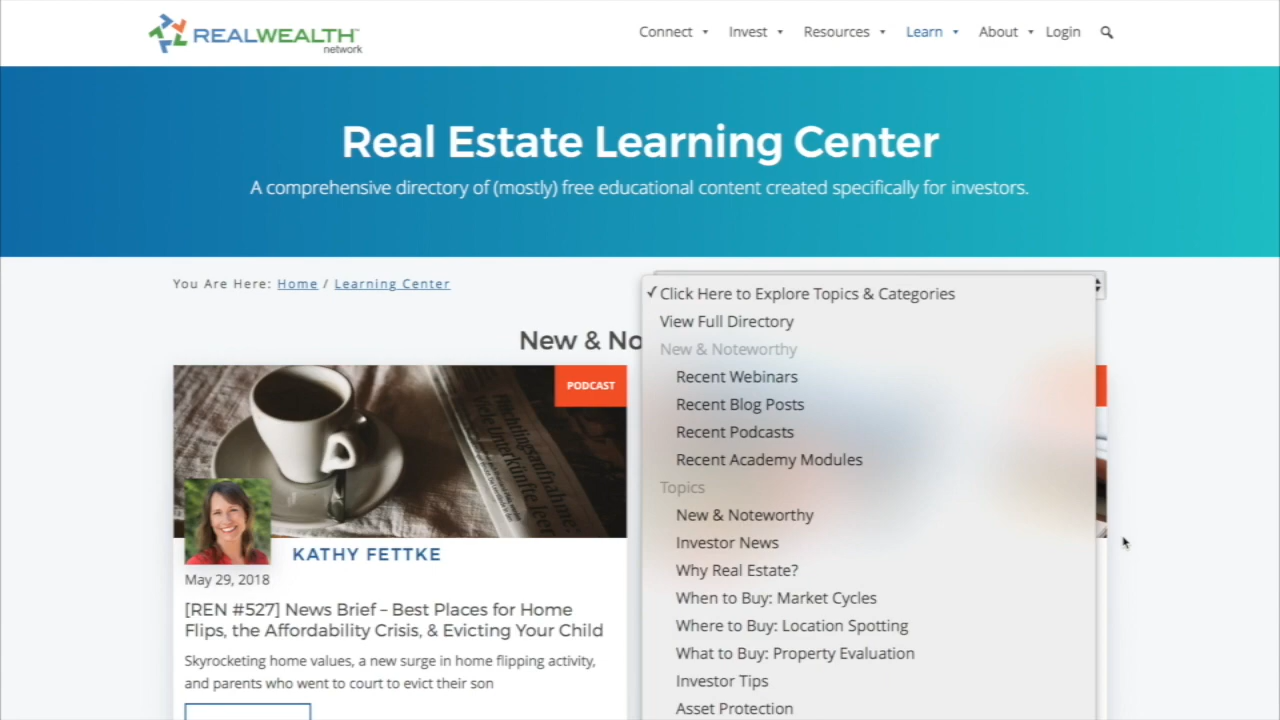 REALWEALTH™
network
Connect
Invest
Resources
Learn
About
Login
Real Estate Learning Center
A comprehensive directory of (mostly) free educational content created specifically for investors.
You Are Here: Home / Learning Center
New & No
PODCAST
KATHY FETTKE
May 29, 2018
[REN #527] News Brief – Best Places for Home
Flips, the Affordability Crisis, & Evicting Your Child
Skyrocketing home values, a new surge in home flipping activity,
and parents who went to court to evict their son
✓Click Here to Explore Topics & Categories
View Full Directory
New & Noteworthy
Recent Webinars
Recent Blog Posts
Recent Podcasts
Recent Academy Modules
Topics
New & Noteworthy
Investor News
Why Real Estate?
When to Buy: Market Cycles
Where to Buy: Location Spotting
What to Buy: Property Evaluation
Investor Tips
Asset Protection